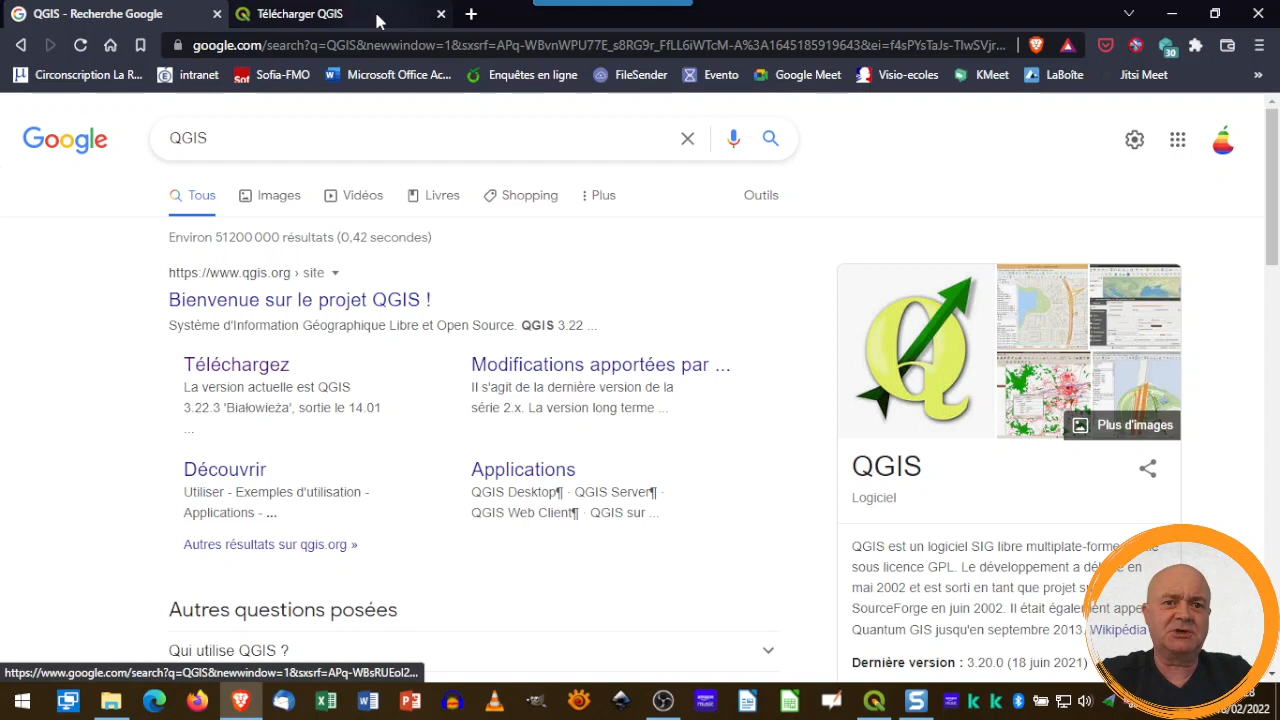 QGIS - Recherche Google
Télécharger QGIS
google.com/search?q=QGIS&newwindow=1&sxsrf=APq-WBvnWPU77E_s8RG9r_FfLL6iWTcM-A%3A1645185919643&ei=f4sPYsTaJs-TlwSVjr...
Circonscription La R...
intranet
Sofia-FMO
Microsoft Office A...
Enquêtes en ligne
FileSender
Evento
Google Meet
Visio-ecoles
KMeet
LaBoîte
Jitsi Meet
»
Google
QGIS
Tous
Images
Vidéos
Livres
Shopping
Plus
Outils
Environ 51 200 000 résultats (0,42 secondes)
https://www.qgis.org › site
Bienvenue sur le projet QGIS !
Système d'Information Géographique Libre et Open Source. QGIS 3.22 ...
Téléchargez
La version actuelle est QGIS
3.22.3 'Białowieża', sortie le 14.01
...
Modifications apportées par ...
Il s'agit de la dernière version de la
série 2.x. La version long terme ...
Découvrir
Utiliser - Exemples d'utilisation -
Applications - ...
Applications
QGIS Desktop¶ · QGIS Server¶ ·
QGIS Web Client¶ · QGIS sur ...
Autres résultats sur qgis.org »
Autres questions posées
Qui utilise QGIS ?
Plus d'images
QGIS
Logiciel
QGIS est un logiciel SIG libre multiplate-forme
sous licence GPL. Le développement a en
mai 2002 et est sorti en tant que projet
SourceForge en juin 2002. Il était également
Quantum GIS jusqu'en septembre 2013. Wikipédia
Dernière version : 3.20.0 (18 juin 2021)
https://www.google.com/search?q=QGIS&newwindow=1&sxsrf=APq-WBsRUEoI2...
30
/02/2022